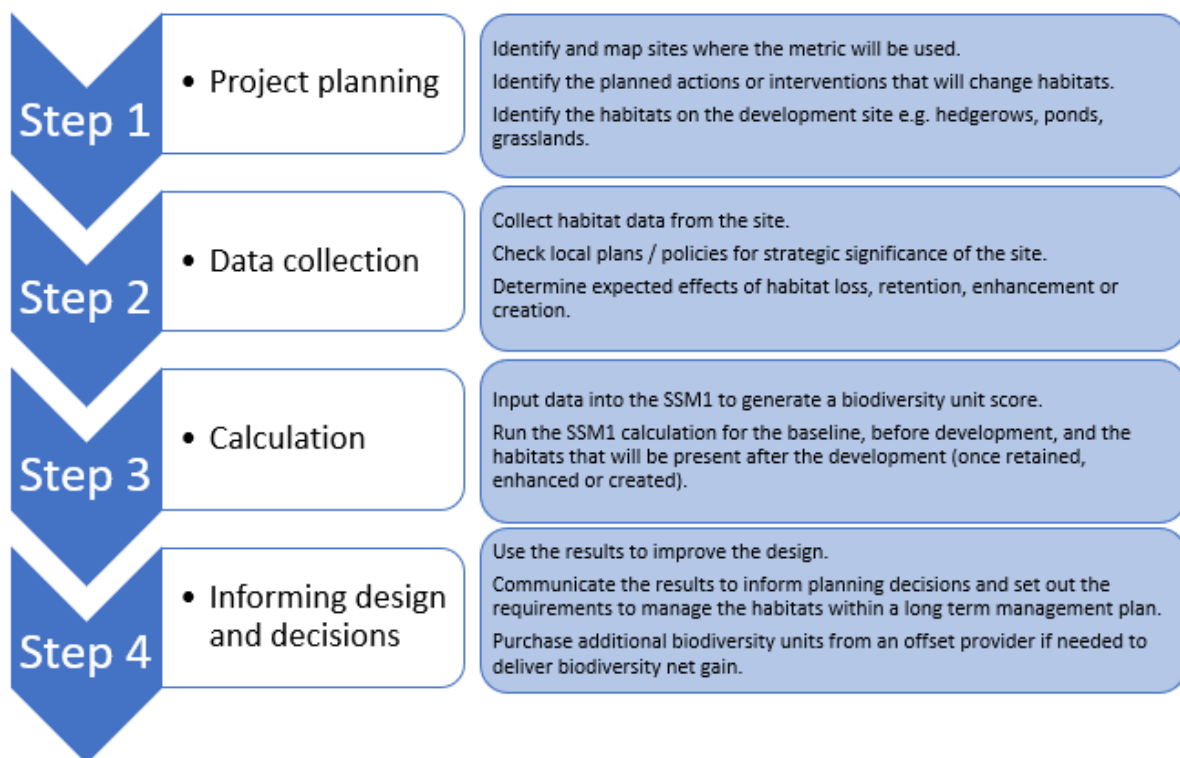 Step 1
• Project planning
Identify and map sites where the metric will be used.
Identify the planned actions or interventions that will change habitats.
Identify the habitats on the development site e.g. hedgerows, ponds,
grasslands.
Step 2
• Data collection
Collect habitat data from the site.
Check local plans / policies for strategic significance of the site.
Determine expected effects of habitat loss, retention, enhancement or
creation.
Step 3
• Calculation
Input data into the SSM1 to generate a biodiversity unit score.
Run the SSM1 calculation for the baseline, before development, and the
habitats that will be present after the development (once retained,
enhanced or created).
Step 4
• Informing design
and decisions
Use the results to improve the design.
Communicate the results to inform planning decisions and set out the
requirements to manage the habitats within a long term management plan.
Purchase additional biodiversity units from an offset provider if needed to
deliver biodiversity net gain.